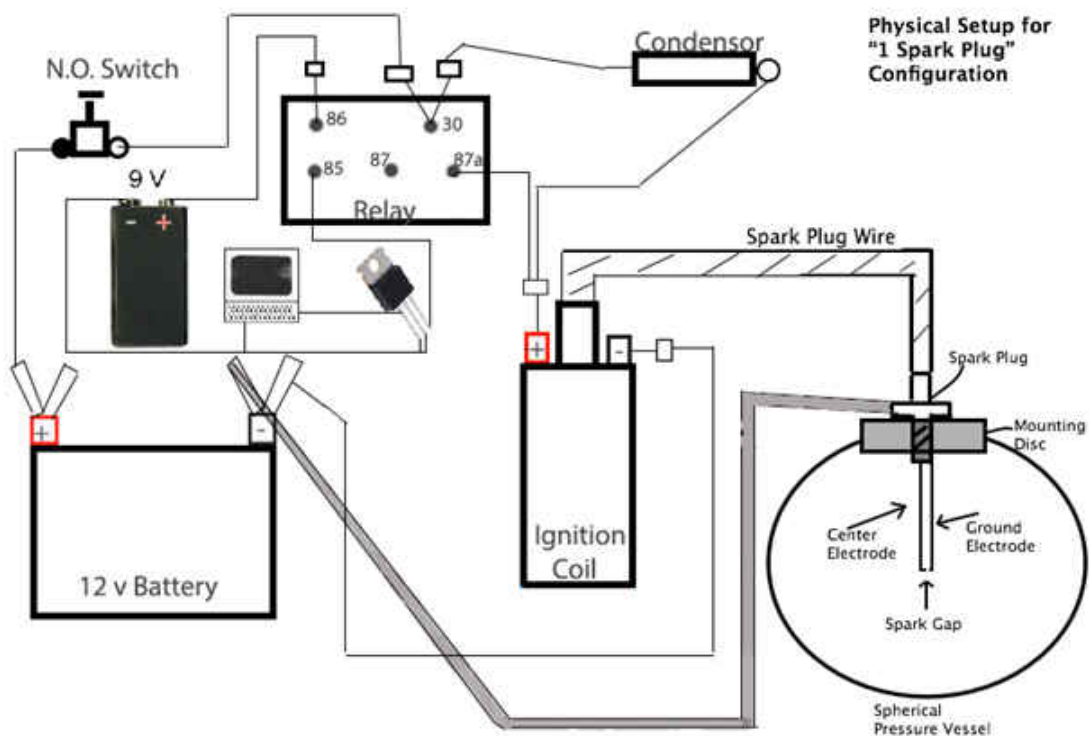 Physical Setup for
"1 Spark Plug"
Configuration
N.O. Switch
Condensor
86
30
85
87
87a
Relay
9 V
- +
Spark Plug Wire
+
-
Spark Plug
+
-
Mounting
Disc
12 v Battery
Ignition
Coil
Center
Electrode
Ground
Electrode
Spark Gap
Spherical
Pressure Vessel